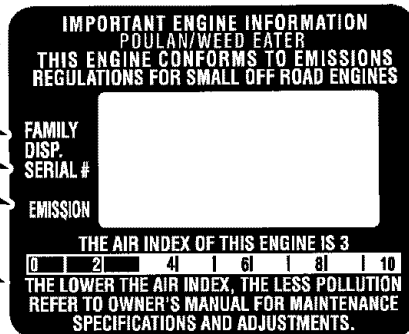 IMPORTANT ENGINE INFORMATION
POULAN/WEED EATER
THIS ENGINE CONFORMS TO EMISSIONS
REGULATIONS FOR SMALL OFF ROAD ENGINES
FAMILY
DISP.
SERIAL #
EMISSION
THE AIR INDEX OF THIS ENGINE IS 3
0 2 4 6 8 10
THE LOWER THE AIR INDEX, THE LESS POLLUTION
REFER TO OWNER'S MANUAL FOR MAINTENANCE
SPECIFICATIONS AND ADJUSTMENTS.